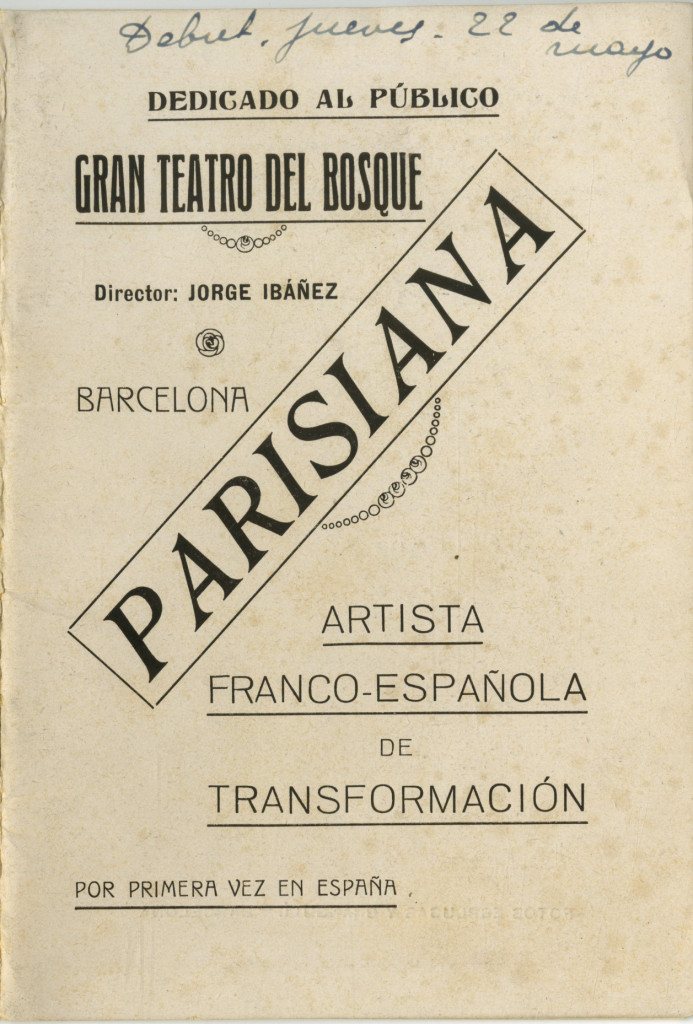 Debut, jueves. 22 de
mayo
DEDICADO AL PÚBLICO
GRAN TEATRO DEL BOSQUE
Director: JORGE IBÁÑEZ
BARCELONA
PARISIANA
ARTISTA
FRANCO-ESPAÑOLA
DE
TRANSFORMACIÓN
POR PRIMERA VEZ EN ESPAÑA